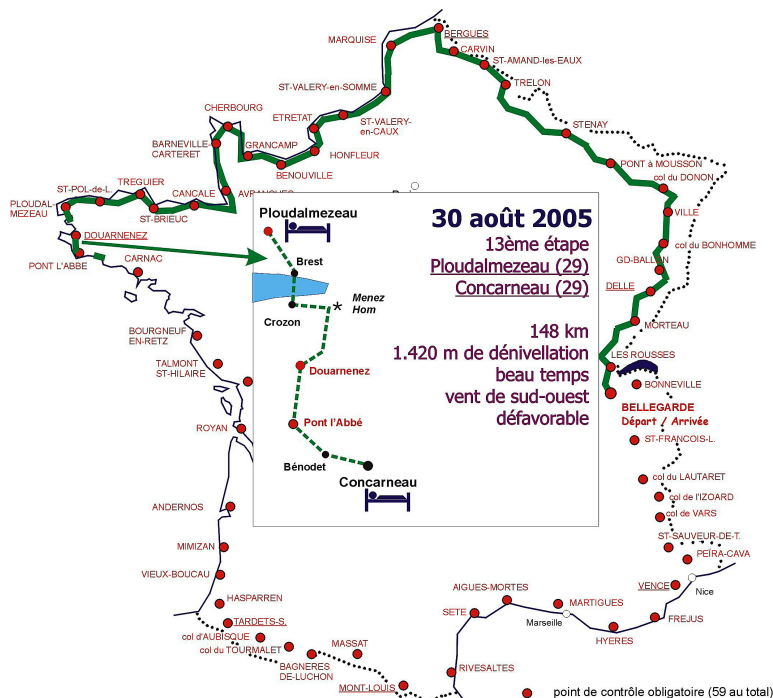 BERGUES
MARQUISE
CARVIN
ST-AMAND-les-EAUX
TRELON
ST-VALERY-en-SOMME
CHERBOURG
ETRETAT
ST-VALERY
en-CAUX
STENAY
BARNEVILLE-
CARTERET
GRANCAMP
HONFLEUR
BENOUVILLE
PONT à MOUSSON
col du DONON
ST-POL-de-L.
TREGUIER
CANCALE
PLOUDAL-
MEZEAU
ST-BRIEUC
VILLE
DOUARNENEZ
col du BONHOMME
PONT L'ABBE
CARNAC
GD-BALLON
DELLE
BOURGNEUF
EN-RETZ
MORTEAU
TALMONT
ST-HILAIRE
LES ROUSSES
BONNEVILLE
ROYAN
BELLEGARDE
Départ / Arrivée
ST-FRANCOIS-L.
Ploudalmezeau
Brest
Menez
Hom
*
Crozon
Douarnenez
Pont l'Abbé
Bénodet
Concarneau
30 août 2005
13ème étape
Ploudalmezeau (29)
Concarneau (29)
148 km
1.420 m de dénivellation
beau temps
vent de sud-ouest
défavorable
col du LAUTARET
col de l'IZOARD
col de VARS
ANDERNOS
ST-SAUVEUR-DE-T.
MIMIZAN
PEÏRA-CAVA
VIEUX-BOUCAU
VENCE
Nice
HASPARREN
AIGUES-MORTES
MARTIGUES
SETE
Marseille
FREJUS
TARDETS-S.
HYERES
col d'AUBISQUE
col du TOURMALET
MASSAT
BAGNERES
DE-LUCHON
RIVESALTES
MONT-LOUIS
point de contrôle obligatoire (59 au total)